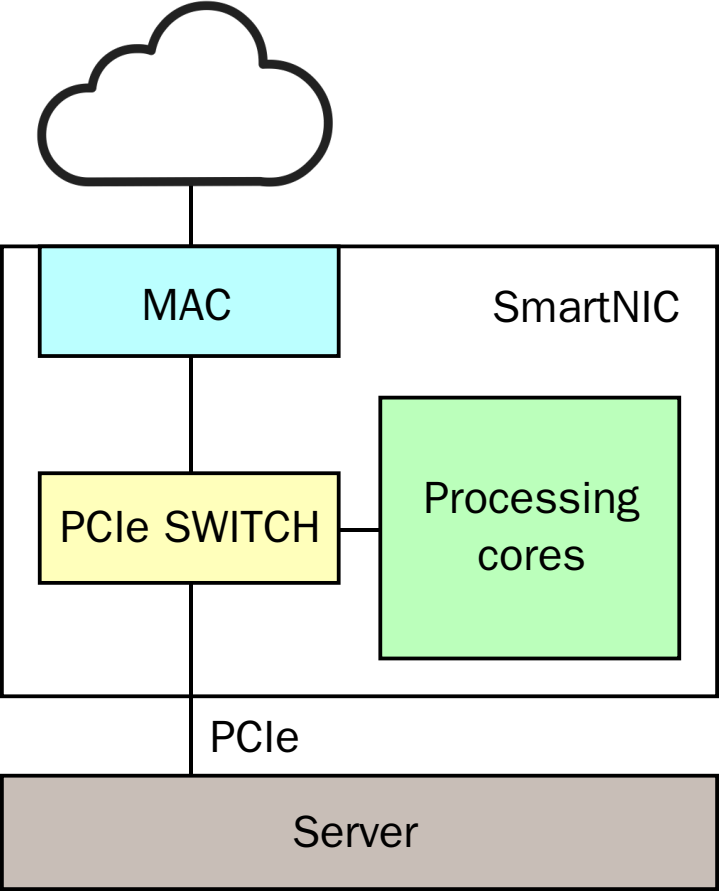 MAC
SmartNIC
PCIe SWITCH
Processing
cores
PCIe
Server